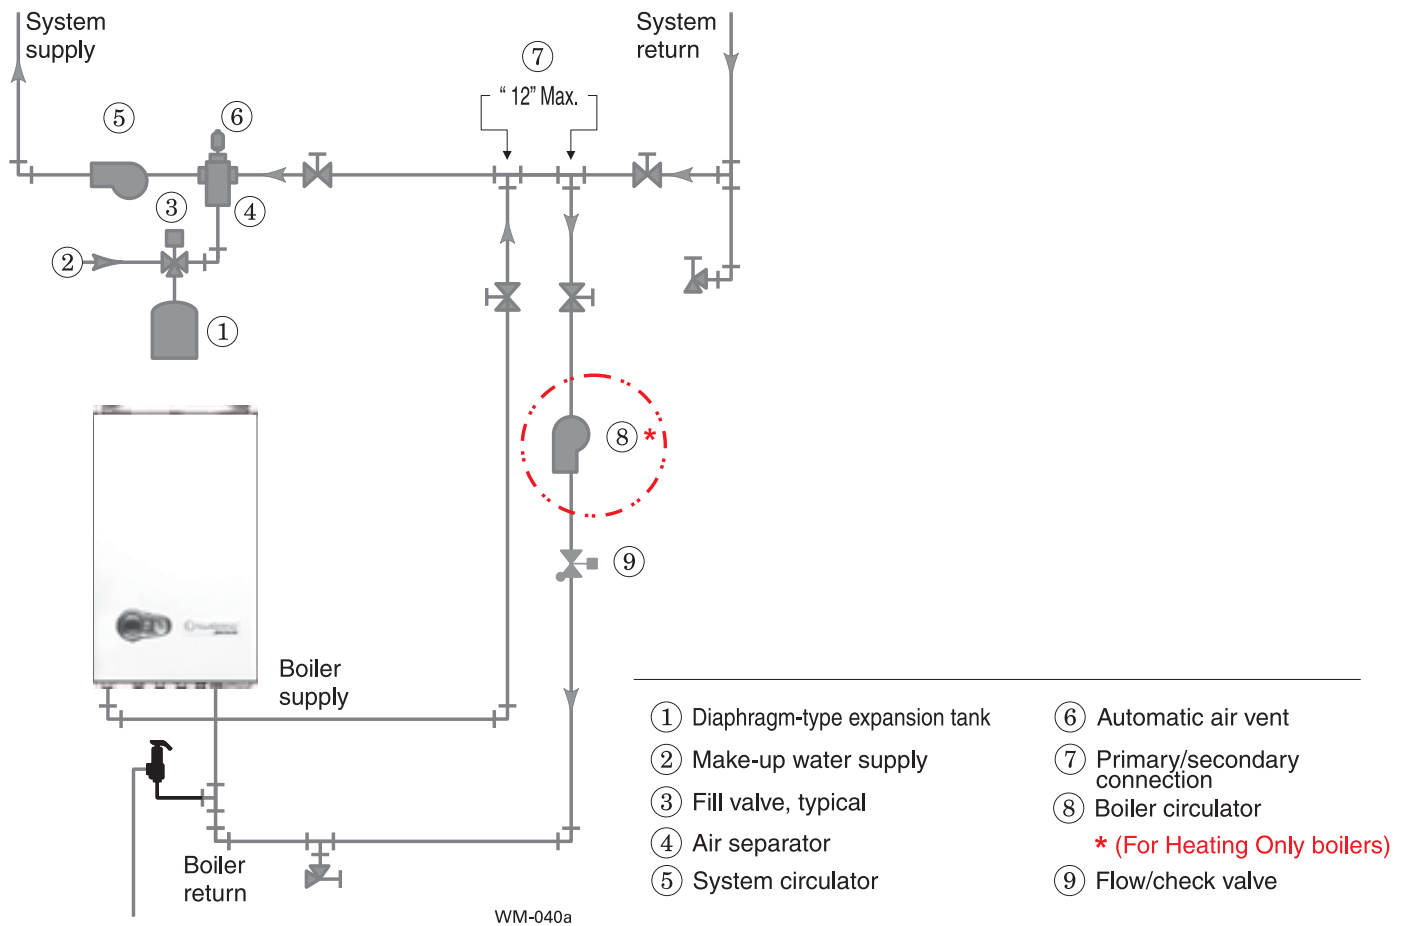 System
supply
System
return
7
“ 12” Max.
5
6
3
4
2
1
8 *
9
Boiler
supply
Boiler
return
WM-040a
1 Diaphragm-type expansion tank
2 Make-up water supply
3 Fill valve, typical
4 Air separator
5 System circulator
6 Automatic air vent
7 Primary/secondary
connection
8 Boiler circulator
* (For Heating Only boilers)
9 Flow/check valve